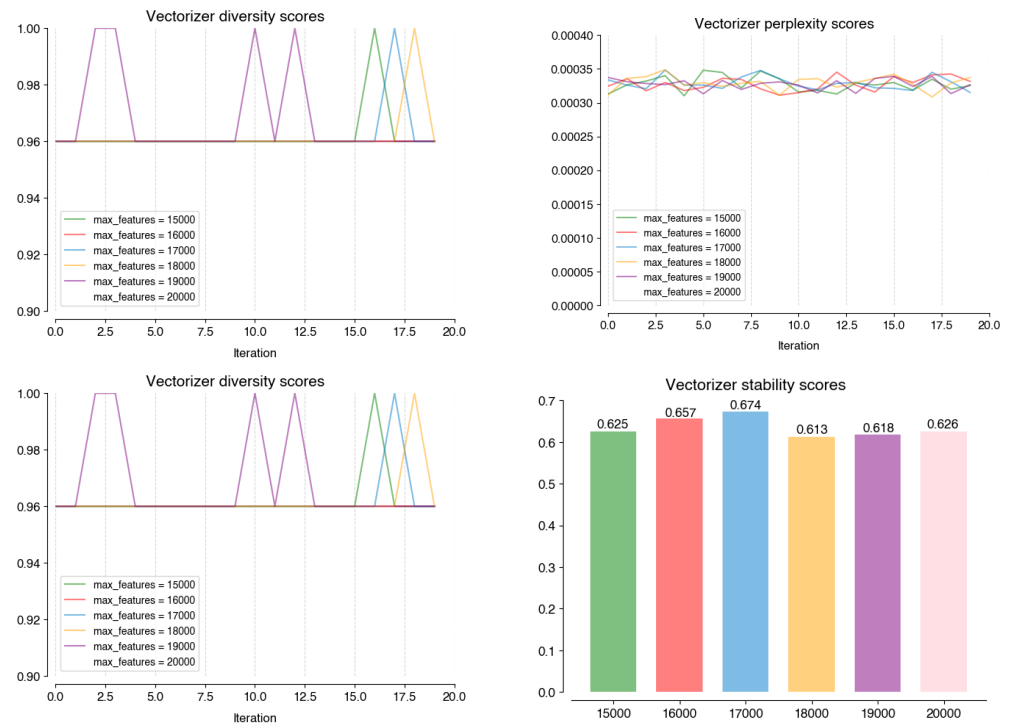 Vectorizer diversity scores
1.00
0.98
0.96
0.94
0.92
0.90
max_features = 15000
max_features = 16000
max_features = 17000
max_features = 18000
max_features = 19000
max_features = 20000
0.0 2.5 5.0 7.5 10.0 12.5 15.0 17.5 20.0
Iteration
Vectorizer perplexity scores
0.00040
0.00035
0.00030
0.00025
0.00020
0.00015
0.00010
0.00005
0.00000
max_features = 15000
max_features = 16000
max_features = 17000
max_features = 18000
max_features = 19000
max_features = 20000
0.0 2.5 5.0 7.5 10.0 12.5 15.0 17.5 20.0
Iteration
Vectorizer diversity scores
1.00
0.98
0.96
0.94
0.92
0.90
max_features = 15000
max_features = 16000
max_features = 17000
max_features = 18000
max_features = 19000
max_features = 20000
0.0 2.5 5.0 7.5 10.0 12.5 15.0 17.5 20.0
Iteration
Vectorizer stability scores
0.7
0.6
0.5
0.4
0.3
0.2
0.1
0.0
0.625 0.657 0.674 0.613 0.618 0.626
15000 16000 17000 18000 19000 20000